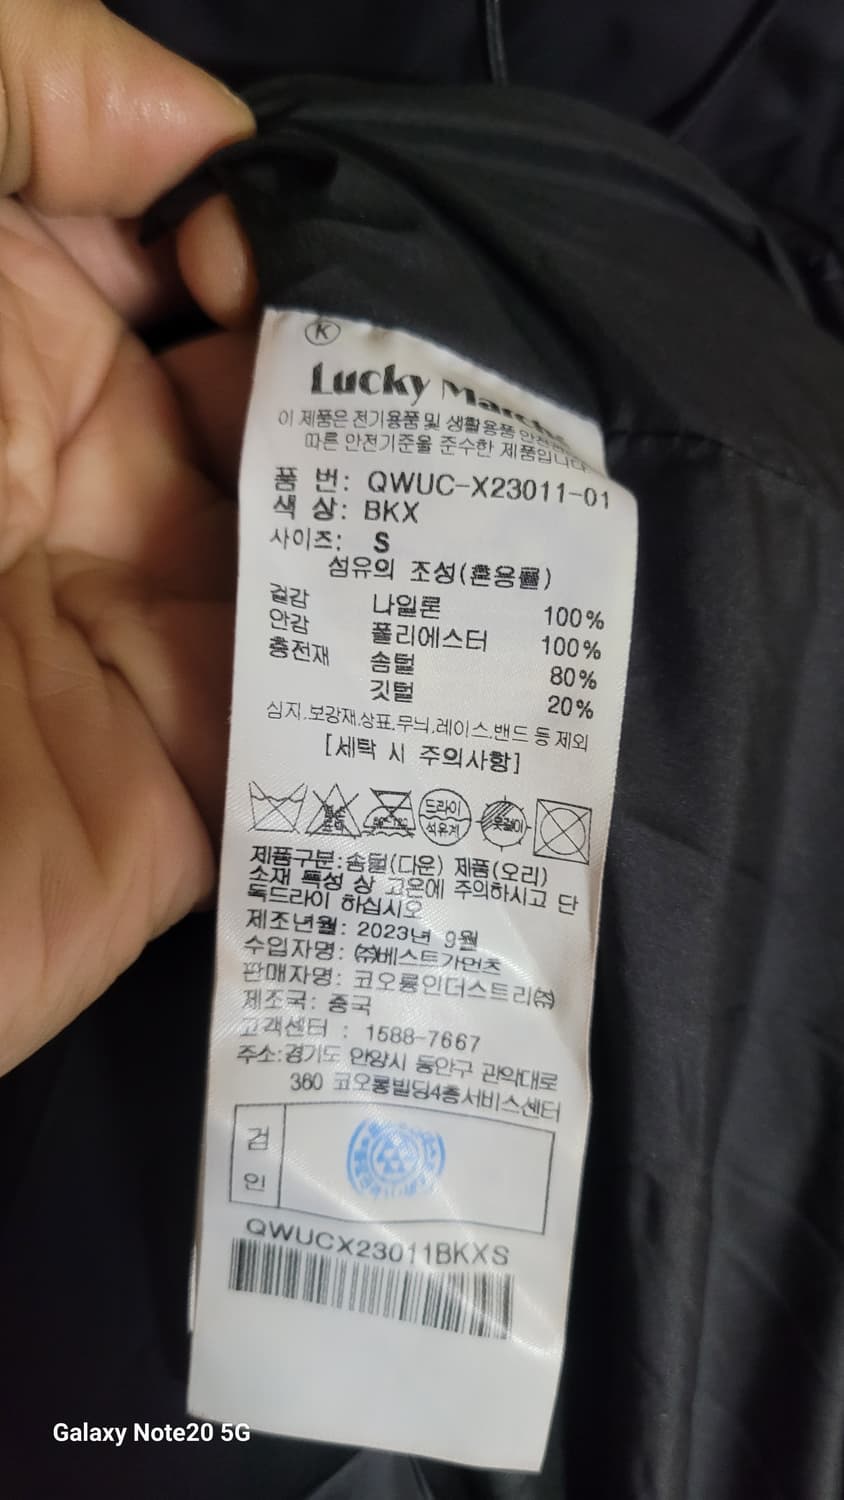 K
Lucky
이 제품은 전기용품 및 생활용품
따른 안전기준을 준수한 제품입니다
품 번: QWUC-X23011-01
색 상: BKX
사이즈: S
섬유의 조성(혼용률)
겉감 나일론 100%
안감 폴리에스터 100%
충전재 솜털 80%
깃털 20%
심지,보강재,상표,무늬,레이스,밴드 등 제외
[세탁 시 주의사항]
드라이
석유계
옷걸이
제품구분:솜털(다운) 제품(오리)
소재 특성 상 고온에 주의하시고 단
독드라이 하십시오
제조년월: 2023년 9월
수입자명: ㈜베스트가먼츠
판매자명: 코오롱인더스트리㈜
제조국: 중국
고객센터 : 1588-7667
주소:경기도 안양시 동안구 관악대로
360 코오롱빌딩4층서비스센터
검
인
QWUCX23011BKXS
Galaxy Note20 5G